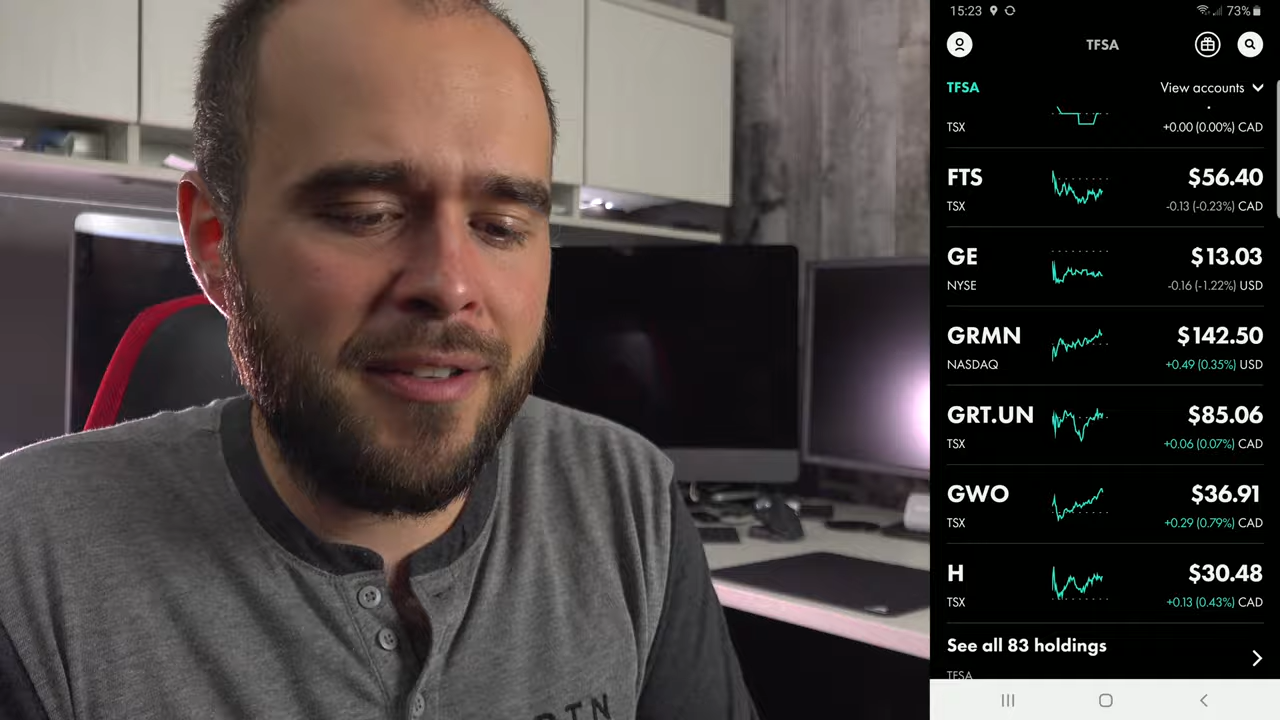 15:23
73%
TFSA
TFSA
View accounts
TSX
+0.00 (0.00%) CAD
FTS
$56.40
TSX
-0.13 (-0.23%) CAD
GE
$13.03
NYSE
-0.16 (-1.22%) USD
GRMN
$142.50
NASDAQ
+0.49 (0.35%) USD
GRT.UN
$85.06
TSX
+0.06 (0.07%) CAD
GWO
$36.91
TSX
+0.29 (0.79%) CAD
H
$30.48
TSX
+0.13 (0.43%) CAD
See all 83 holdings
TFSA